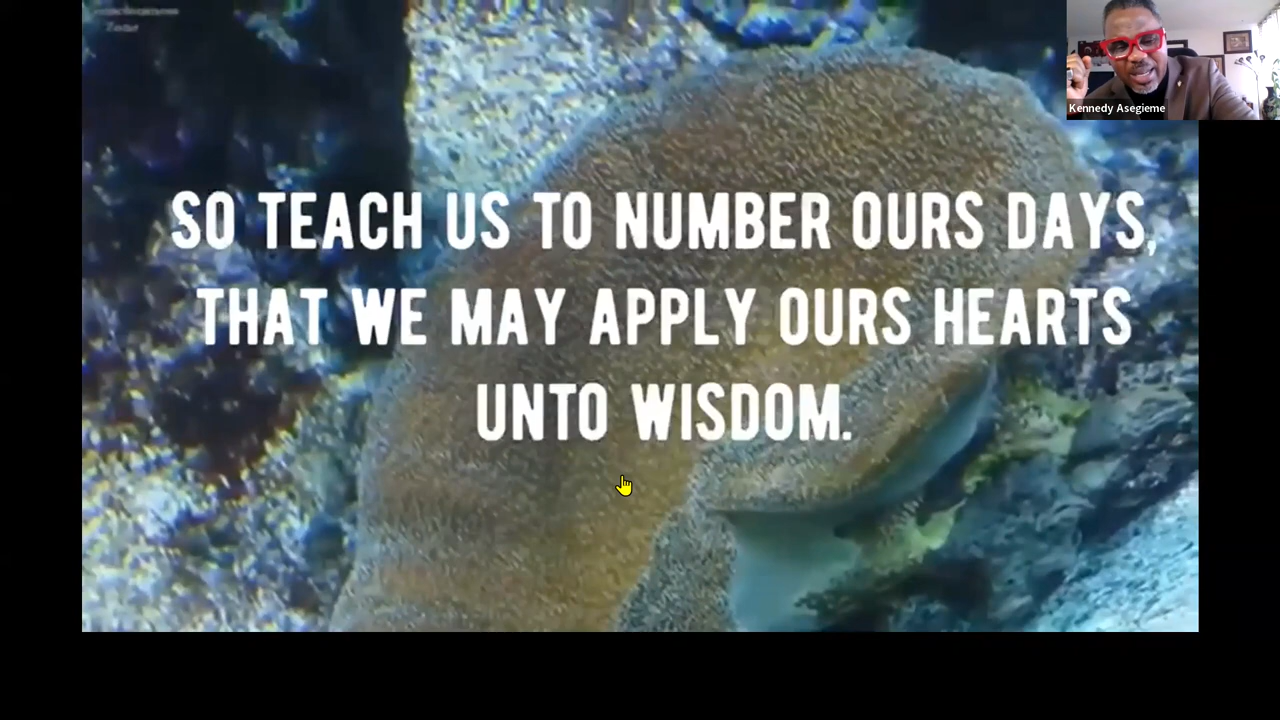 Kennedy Asegieme
SO TEACH US TO NUMBER OURS DAYS,
THAT WE MAY APPLY OURS HEARTS
UNTO WISDOM.